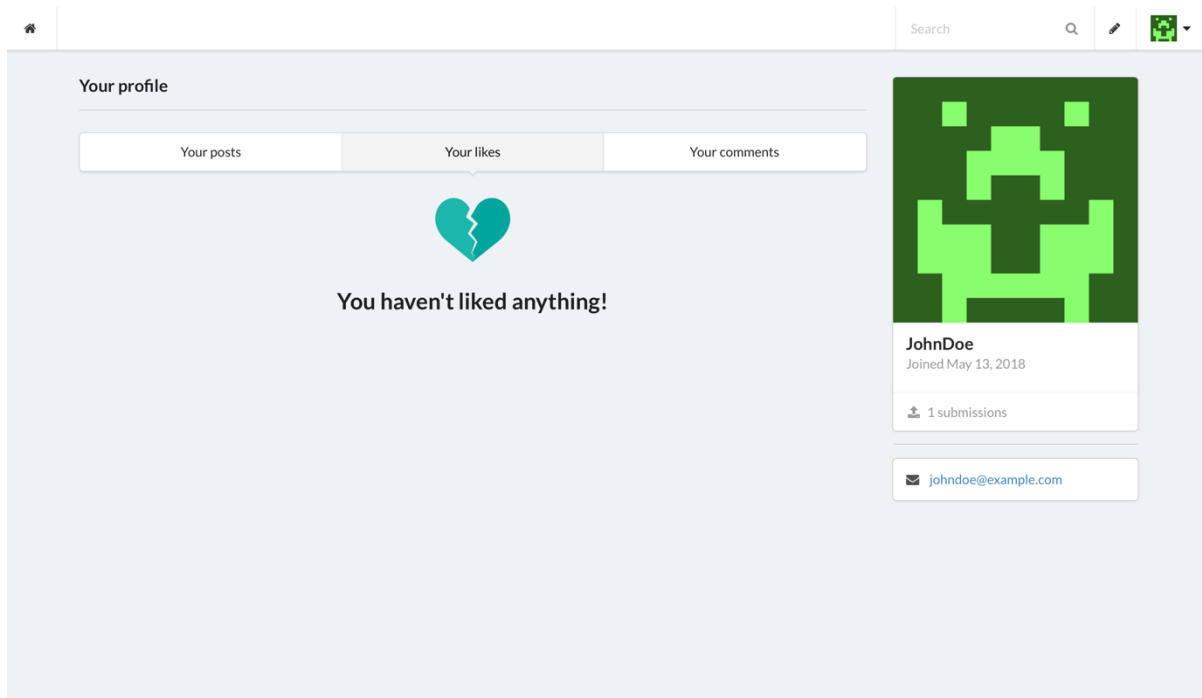 Search
Your profile
Your posts
Your likes
Your comments
You haven't liked anything!
JohnDoe
Joined May 13, 2018
1 submissions
johndoe@example.com